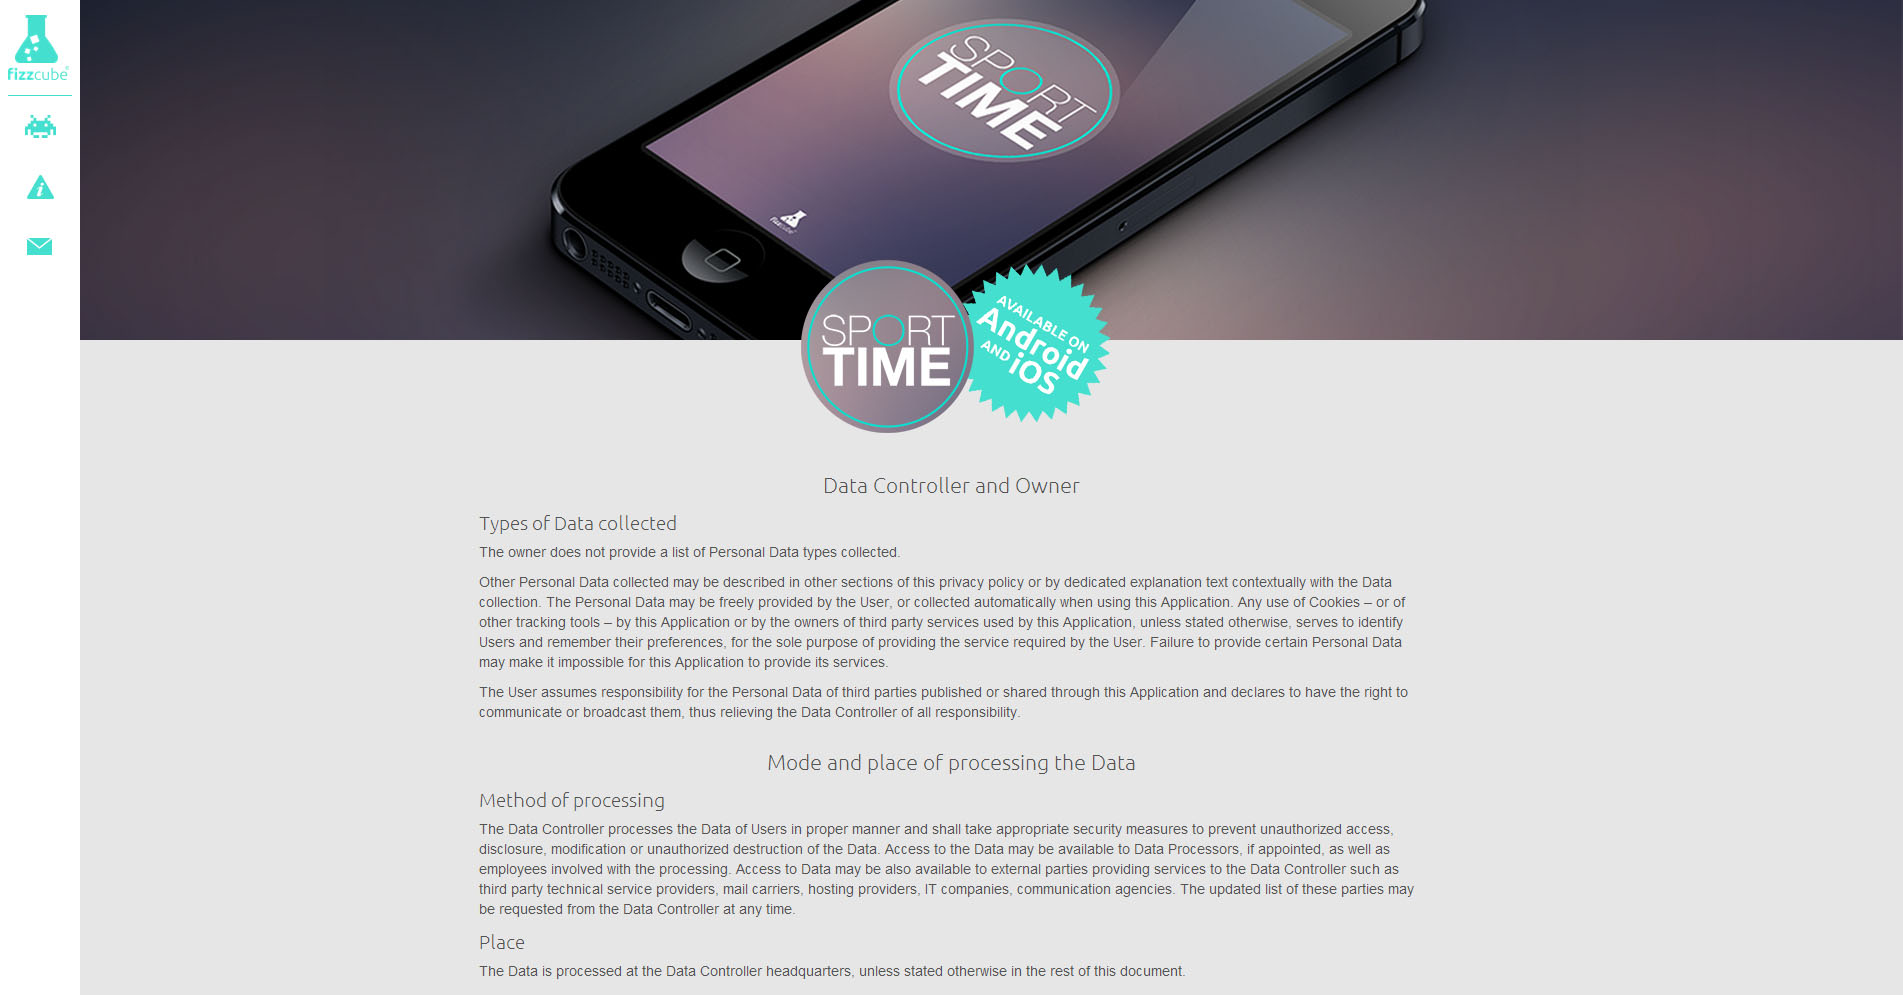 fizzcube
SPORT
TIME
fizzcube
SPORT
TIME
AVAILABLE ON
Android
AND iOS
Data Controller and Owner
Types of Data collected
The owner does not provide a list of Personal Data types collected.
Other Personal Data collected may be described in other sections of this privacy policy or by dedicated explanation text contextually with the Data
collection. The Personal Data may be freely provided by the User, or collected automatically when using this Application. Any use of Cookies – or of
other tracking tools – by this Application or by the owners of third party services used by this Application, unless stated otherwise, serves to identify
Users and remember their preferences, for the sole purpose of providing the service required by the User. Failure to provide certain Personal Data
may make it impossible for this Application to provide its services.
The User assumes responsibility for the Personal Data of third parties published or shared through this Application and declares to have the right to
communicate or broadcast them, thus relieving the Data Controller of all responsibility.
Mode and place of processing the Data
Method of processing
The Data Controller processes the Data of Users in proper manner and shall take appropriate security measures to prevent unauthorized access,
disclosure, modification or unauthorized destruction of the Data. Access to the Data may be available to Data Processors, if appointed, as well as
employees involved with the processing. Access to Data may be also available to external parties providing services to the Data Controller such as
third party technical service providers, mail carriers, hosting providers, IT companies, communication agencies. The updated list of these parties may
be requested from the Data Controller at any time.
Place
The Data is processed at the Data Controller headquarters, unless stated otherwise in the rest of this document.